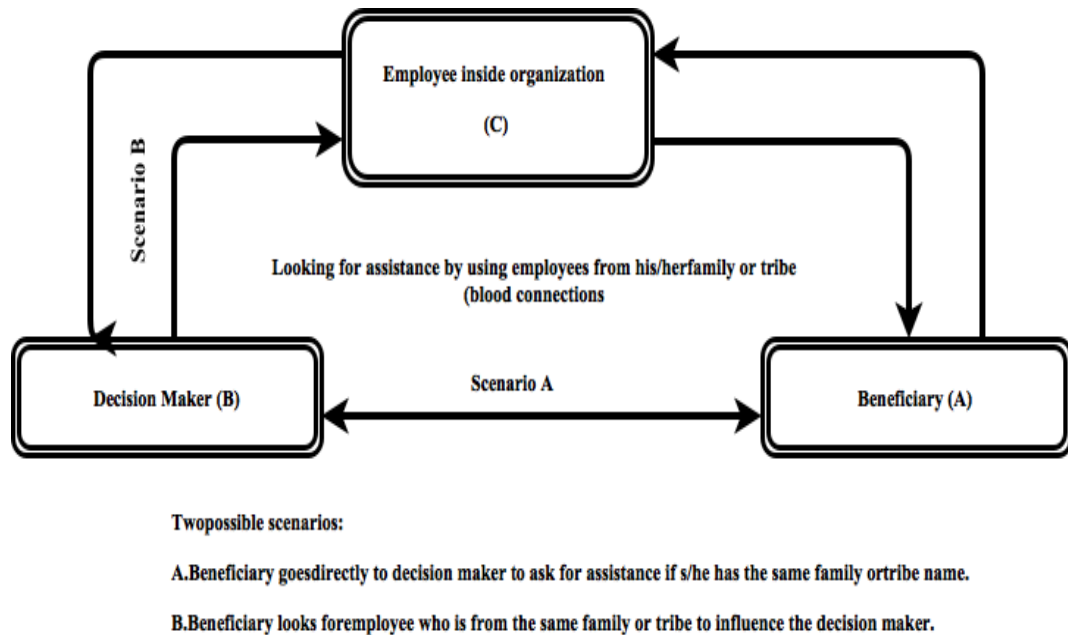 Employee inside organization
(C)
Scenario B
Looking for assistance by using employees from his/herfamily or tribe
(blood connections
Decision Maker (B)
Scenario A
Beneficiary (A)
Twopossible scenarios:
A.Beneficiary goesdirectly to decision maker to ask for assistance if s/he has the same family ortribe name.
B.Beneficiary looks foremployee who is from the same family or tribe to influence the decision maker.